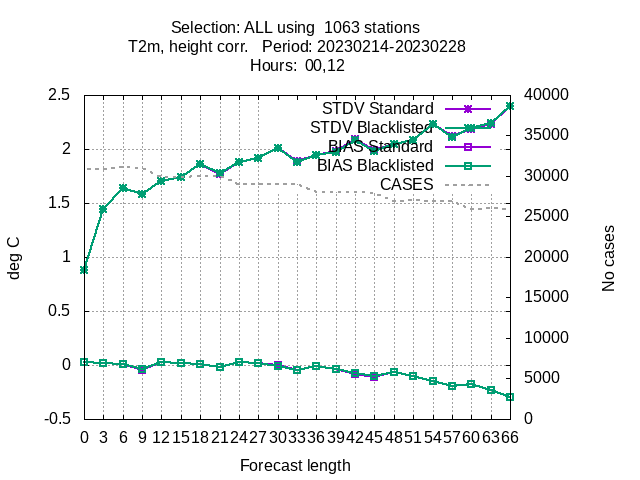 Selection: ALL using  1063 stations
T2m, height corr.   Period: 20230214-20230228
Hours:  00,12
STDV Standard
STDV Blacklisted
BIAS Standard
BIAS Blacklisted
CASES
2.5
2
1.5
1
0.5
0
-0.5
deg C
40000
35000
30000
25000
20000
15000
10000
5000
0
No cases
0 3 6 9 12 15 18 21 24 27 30 33 36 39 42 45 48 51 54 57 60 63 66
Forecast length